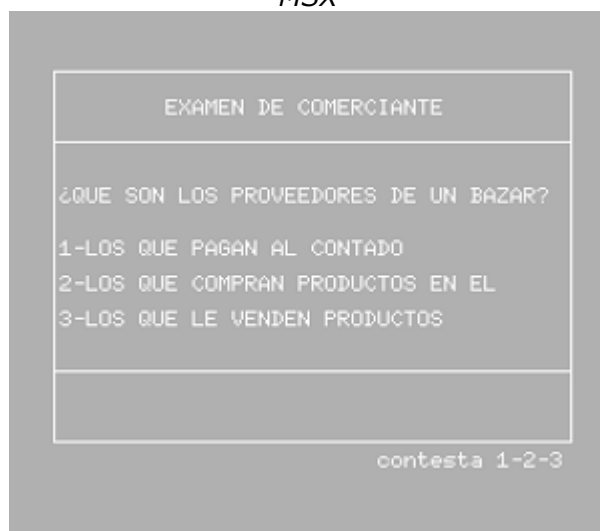 MSX
EXAMEN DE COMERCIANTE
¿QUE SON LOS PROVEEDORES DE UN BAZAR?
1-LOS QUE PAGAN AL CONTADO
2-LOS QUE COMPRAN PRODUCTOS EN EL
3-LOS QUE LE VENDEN PRODUCTOS
contesta 1-2-3